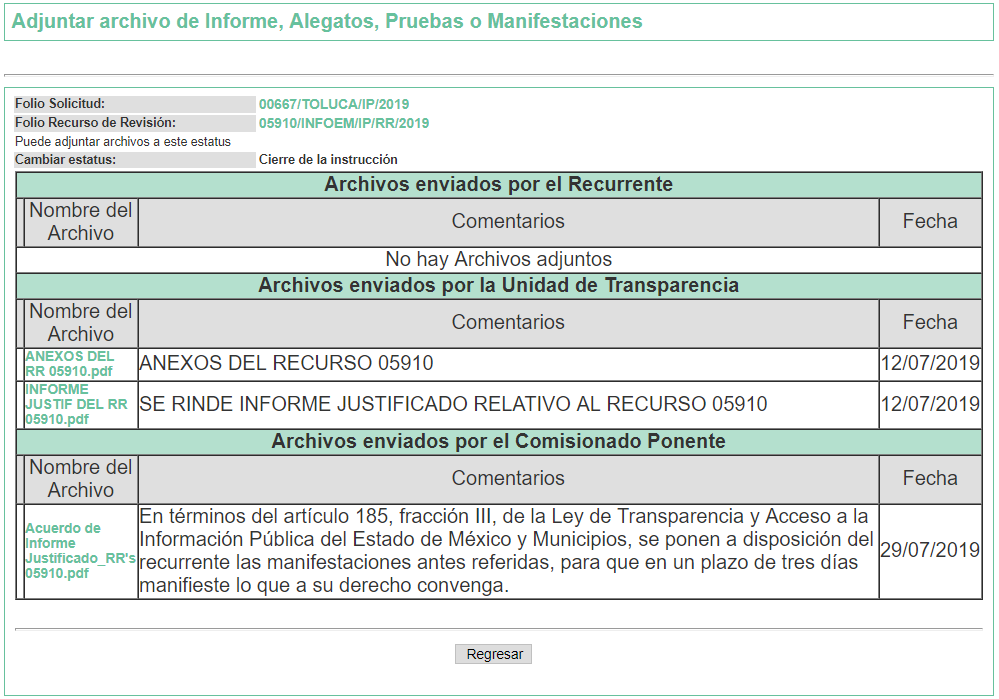 Adjuntar archivo de Informe, Alegatos, Pruebas o Manifestaciones
Folio Solicitud: 00667/TOLUCA/IP/2019
Folio Recurso de Revisión: 05910/INFOEM/IP/RR/2019
Puede adjuntar archivos a este estatus
Cambiar estatus: Cierre de la instrucción
Archivos enviados por el Recurrente
Nombre del
Archivo
Comentarios
Fecha
No hay Archivos adjuntos
Archivos enviados por la Unidad de Transparencia
Nombre del
Archivo
Comentarios
Fecha
ANEXOS DEL
RR 05910.pdf
ANEXOS DEL RECURSO 05910
12/07/2019
INFORME
JUSTIF DEL RR
05910.pdf
SE RINDE INFORME JUSTIFICADO RELATIVO AL RECURSO 05910
12/07/2019
Archivos enviados por el Comisionado Ponente
Nombre del
Archivo
Comentarios
Fecha
Acuerdo de
Informe
Justificado_RR's
05910.pdf
En términos del artículo 185, fracción III, de la Ley de Transparencia y Acceso a la
Información Pública del Estado de México y Municipios, se ponen a disposición del
recurrente las manifestaciones antes referidas, para que en un plazo de tres días
manifieste lo que a su derecho convenga.
29/07/2019
Regresar